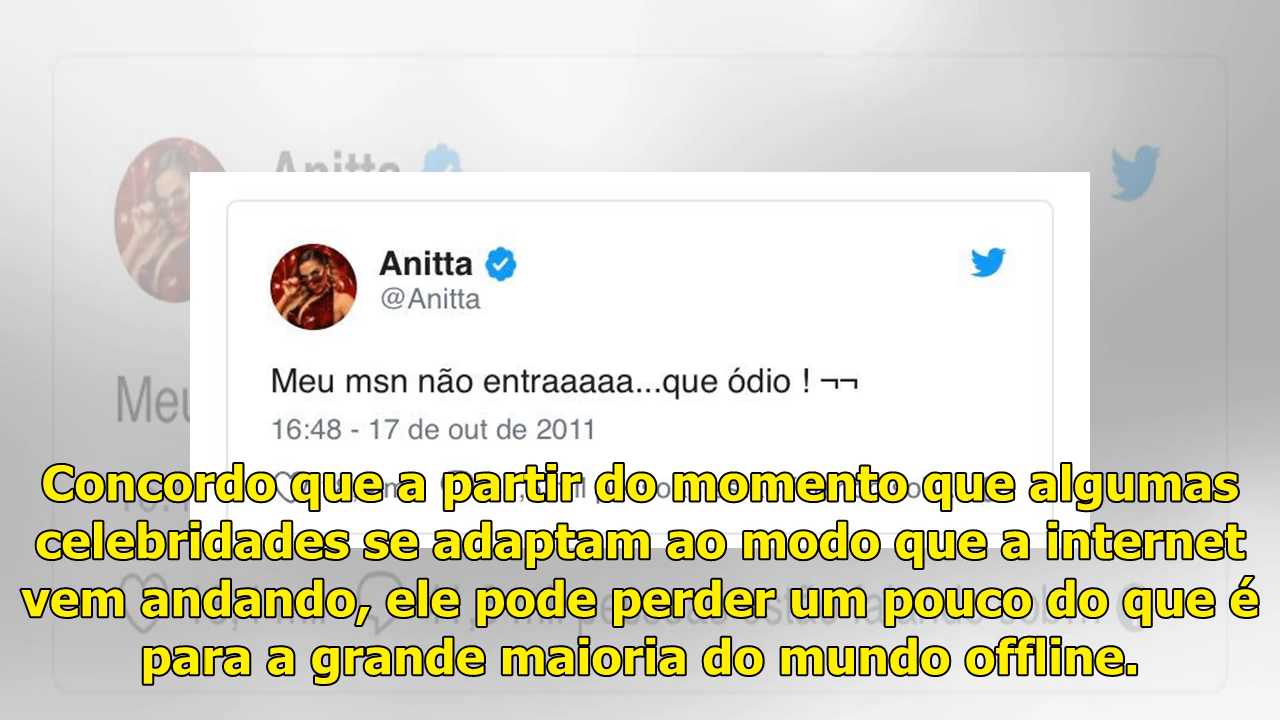 Anitta
Anitta
@Anitta
Meu
Meu msn não entraaaaa...que ódio ! ¬¬
16:48 - 17 de out de 2011
Concordo que a partir do momento que algumas
celebridades se adaptam ao modo que a internet
vem andando, ele pode perder um pouco do que é
para a grande maioria do mundo offline.